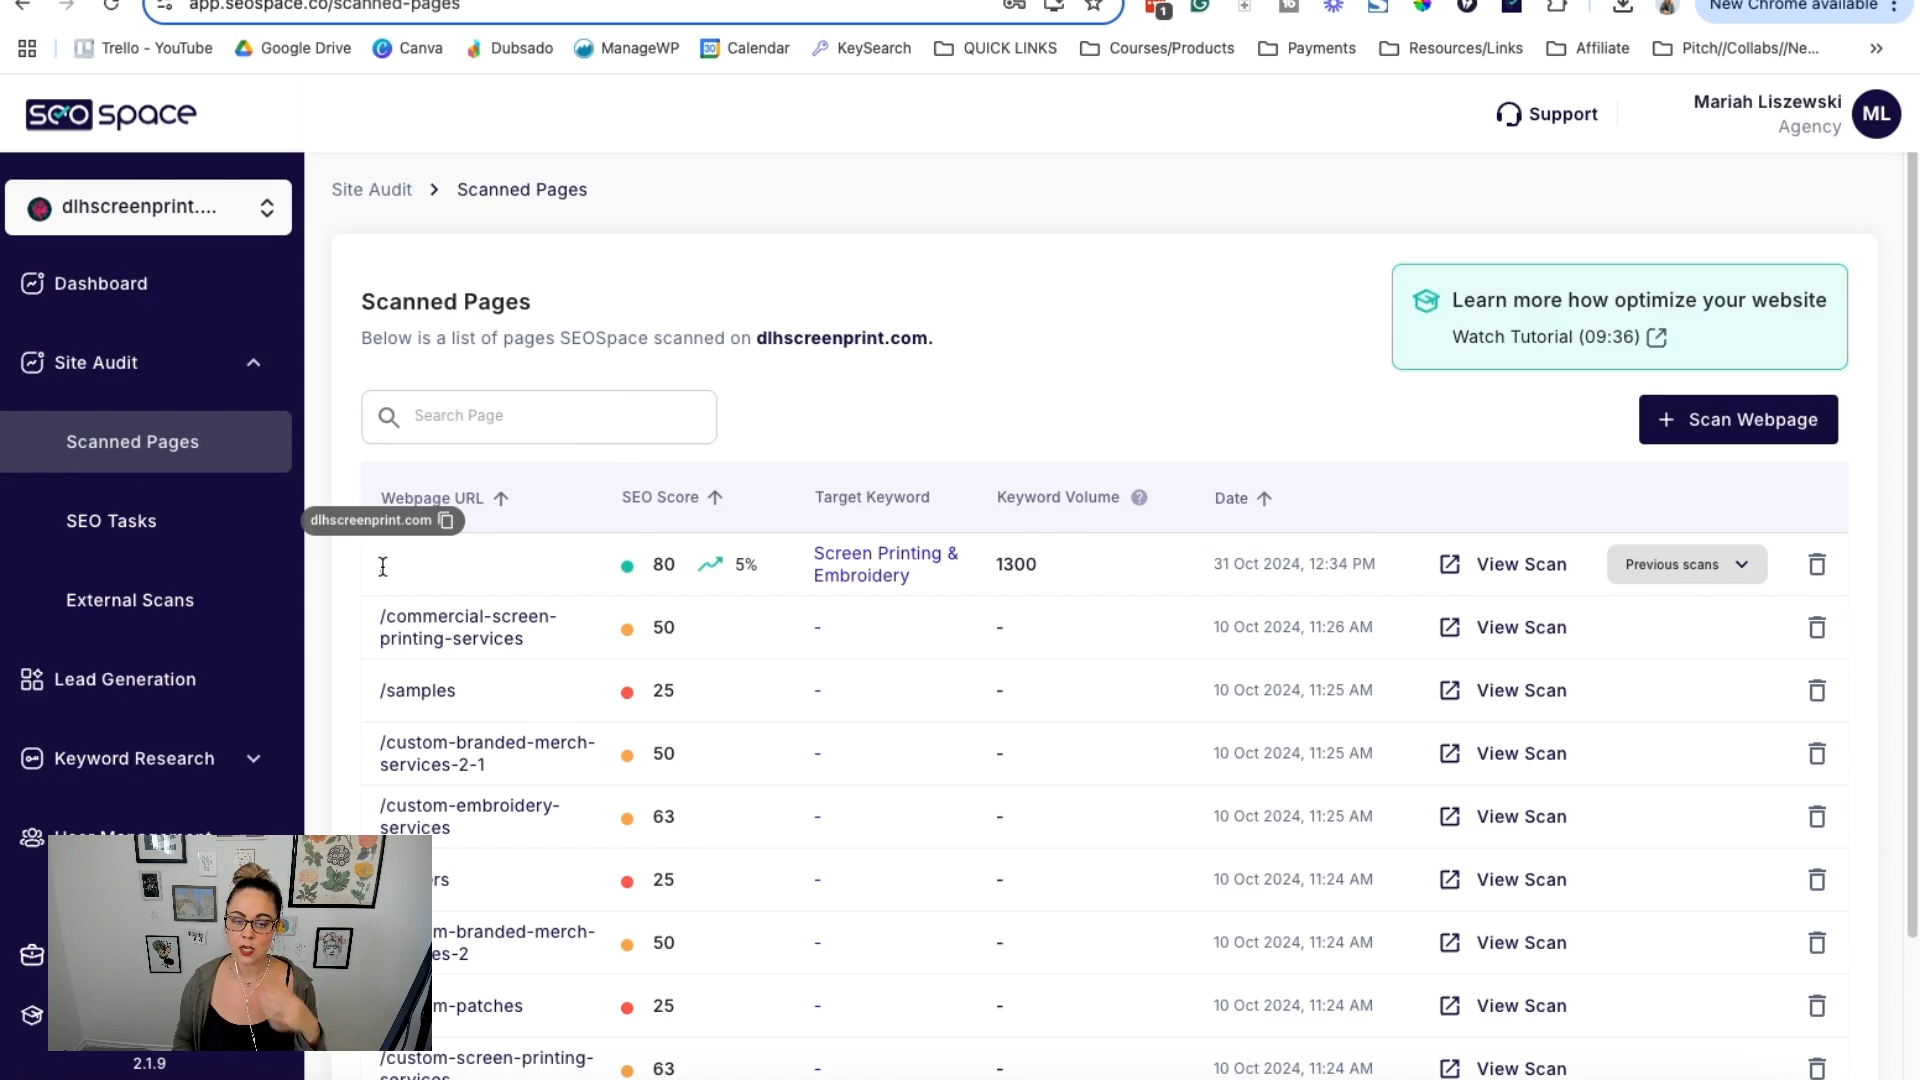 app.seospace.co/scanned-pages
1
16
New Chrome available
Trello - YouTube
Google Drive
Canva
Dubsado
ManageWP
Calendar
KeySearch
QUICK LINKS
Courses/Products
Payments
Resources/Links
Affiliate
Pitch//Collabs//Ne...
seo space
Support
Mariah Liszewski
Agency
ML
dlhscreenprint....
Dashboard
Site Audit
Scanned Pages
SEO Tasks
External Scans
Lead Generation
Keyword Research
User Management
2.1.9
Site Audit > Scanned Pages
Scanned Pages
Below is a list of pages SEOSpace scanned on dlhscreenprint.com.
Learn more how optimize your website
Watch Tutorial (09:36)
Search Page
+ Scan Webpage
Webpage URL
SEO Score
Target Keyword
Keyword Volume
Date
dlhscreenprint.com
80 5% Screen Printing & Embroidery 1300 31 Oct 2024, 12:34 PM View Scan Previous scans
/commercial-screen-printing-services 50 - - 10 Oct 2024, 11:26 AM View Scan
/samples 25 - - 10 Oct 2024, 11:25 AM View Scan
/custom-branded-merch-services-2-1 50 - - 10 Oct 2024, 11:25 AM View Scan
/custom-embroidery-services 63 - - 10 Oct 2024, 11:25 AM View Scan
rs 25 - - 10 Oct 2024, 11:24 AM View Scan
m-branded-merch-es-2 50 - - 10 Oct 2024, 11:24 AM View Scan
m-patches 25 - - 10 Oct 2024, 11:24 AM View Scan
/custom-screen-printing-services 63 - - 10 Oct 2024, 11:24 AM View Scan